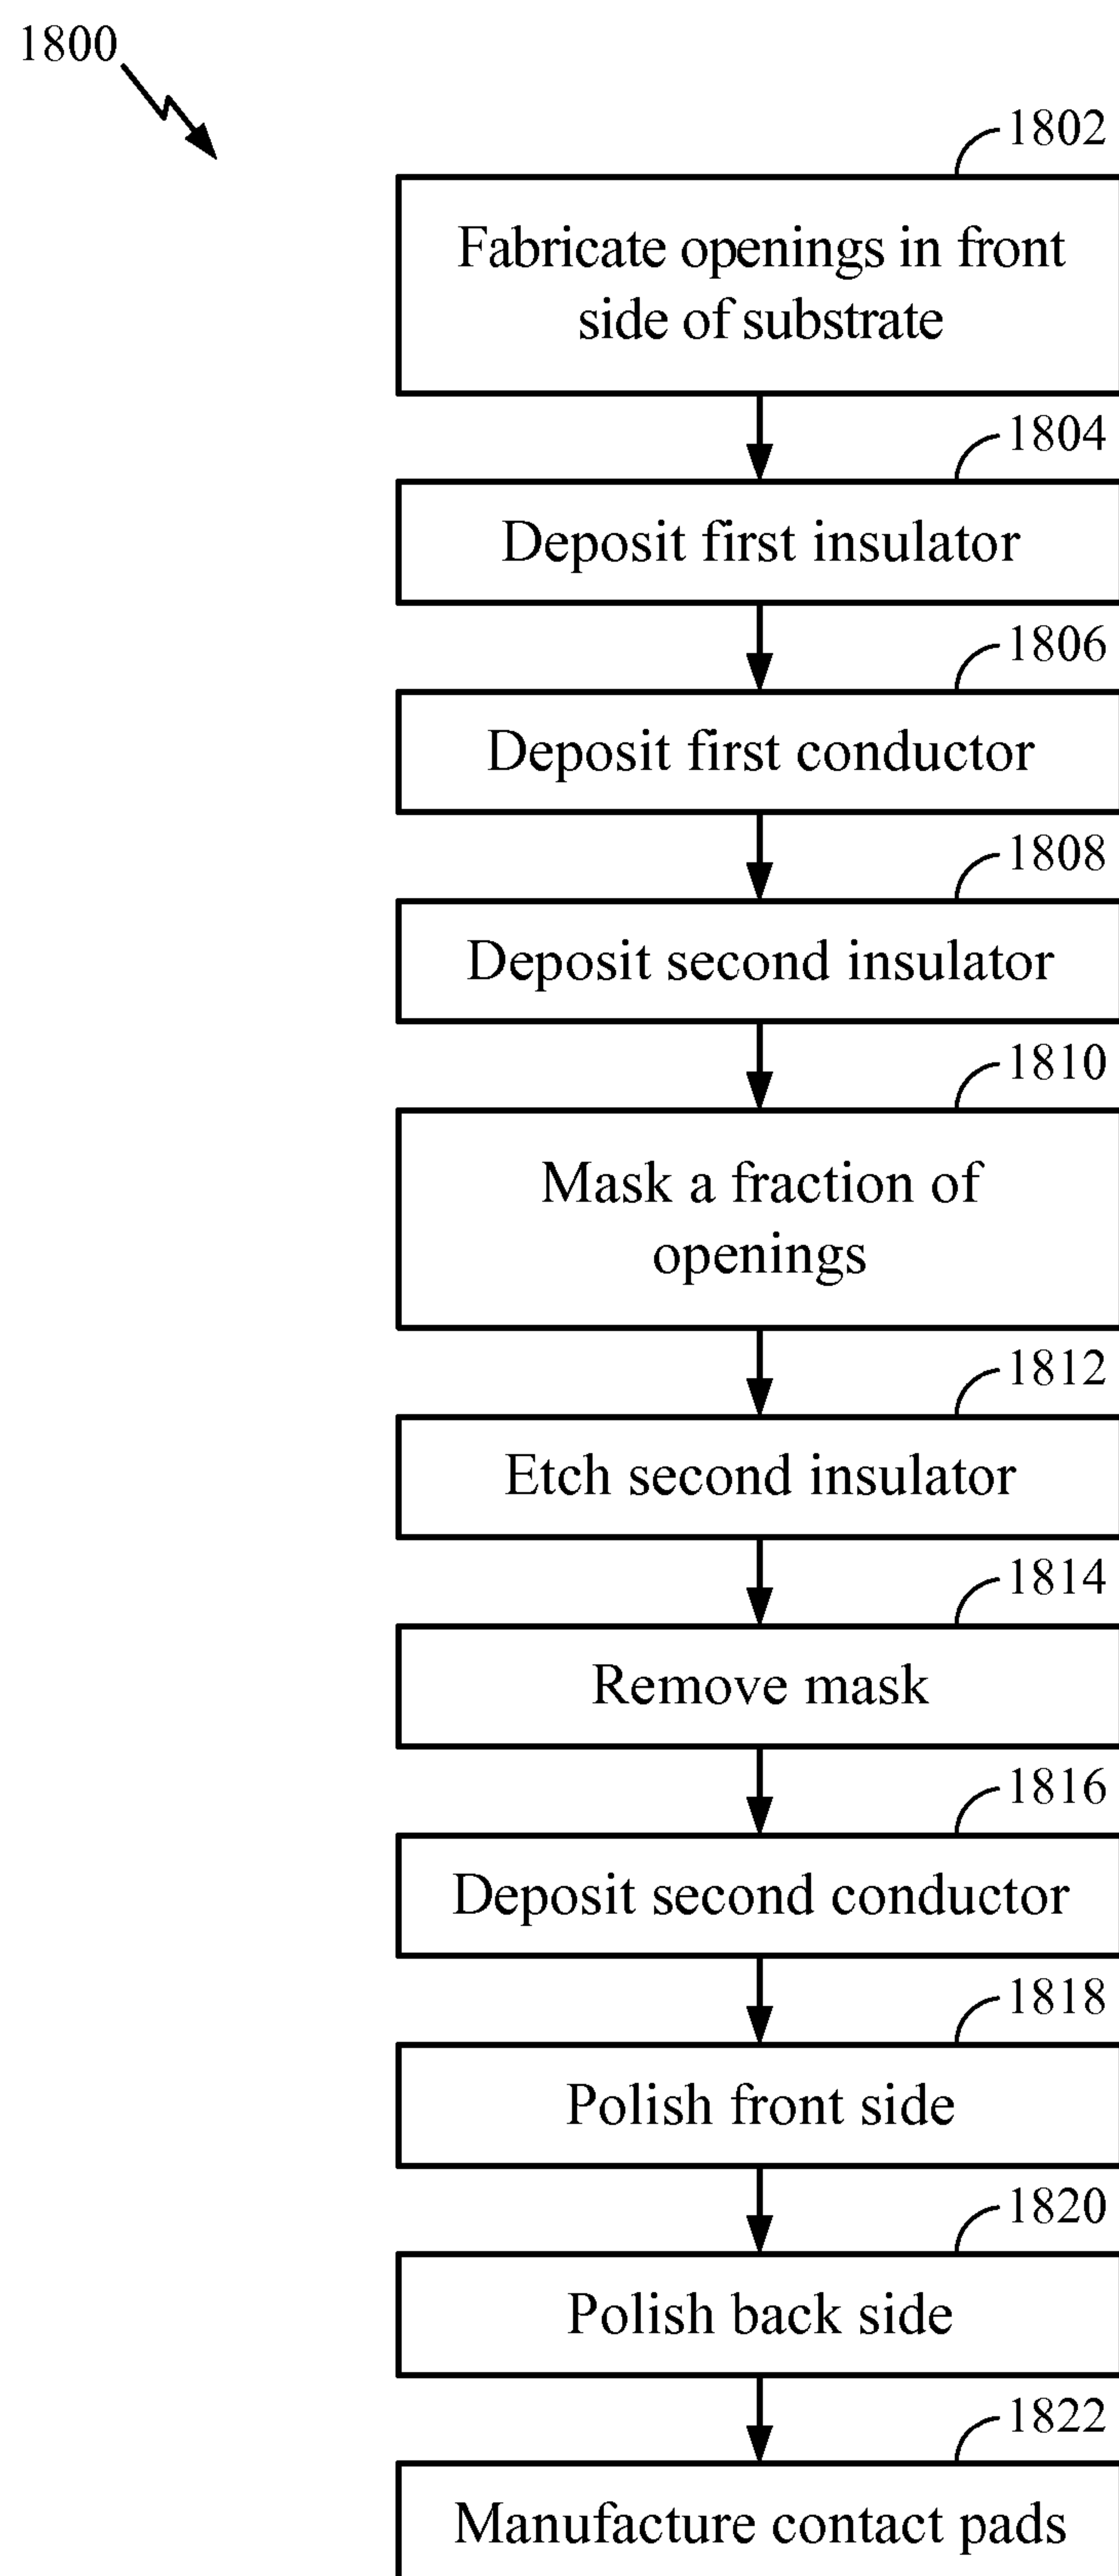 1800
1802
Fabricate openings in front
side of substrate
1804
Deposit first insulator
1806
Deposit first conductor
1808
Deposit second insulator
1810
Mask a fraction of
openings
1812
Etch second insulator
1814
Remove mask
1816
Deposit second conductor
1818
Polish front side
1820
Polish back side
1822
Manufacture contact pads